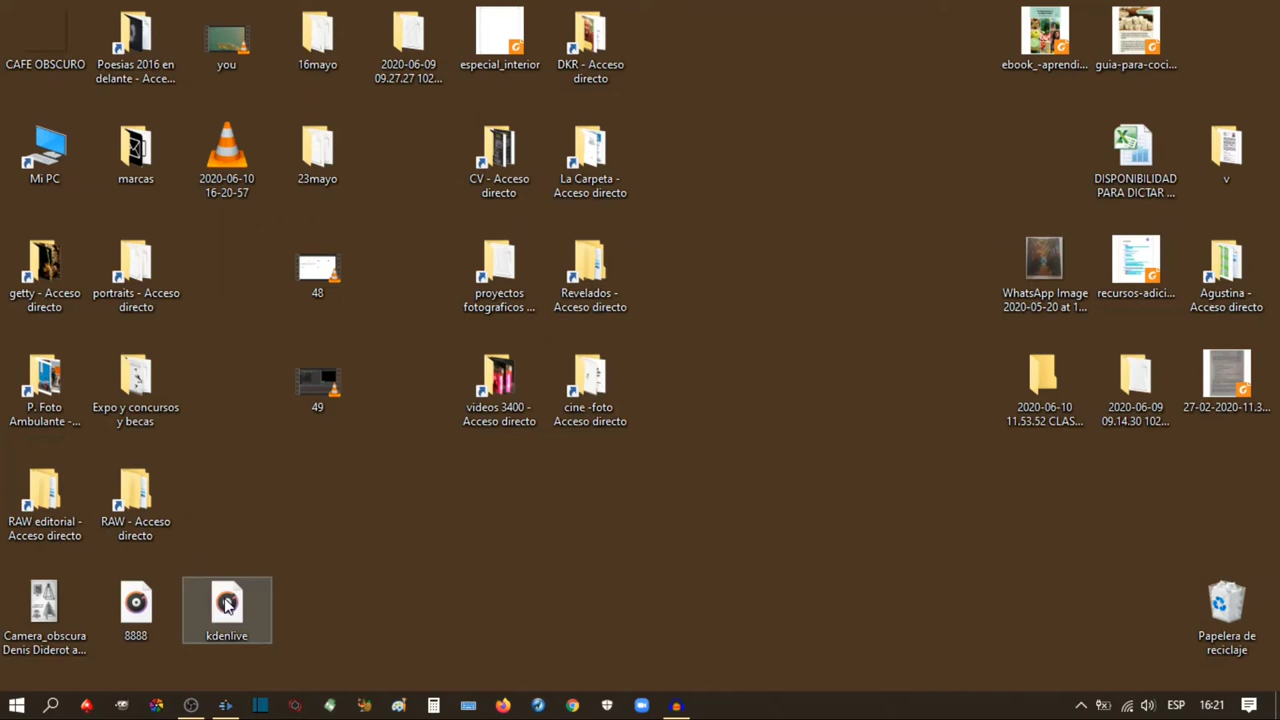 CAFE OBSCURO
Poesias 2016 en
delante - Acce...
you
16mayo
2020-06-09
09.27.27 102...
especial_interior
DKR - Acceso
directo
ebook_-aprendi...
guia-para-coci...
Mi PC
marcas
2020-06-10
16-20-57
23mayo
CV - Acceso
directo
La Carpeta -
Acceso directo
DISPONIBILIDAD
PARA DICTAR ...
v
getty - Acceso
directo
portraits - Acceso
directo
48
proyectos
fotograficos ...
Revelados -
Acceso directo
WhatsApp Image
2020-05-20 at 1...
recursos-adici...
Agustina -
Acceso directo
P. Foto
Ambulante -...
Expo y concursos
y becas
49
videos 3400 -
Acceso directo
cine -foto
Acceso directo
2020-06-10
11.53.52 CLAS...
2020-06-09
09.14.30 102...
27-02-2020-11.3...
RAW editorial -
Acceso directo
RAW - Acceso
directo
Camera_obscura
Denis Diderot a...
8888
kdenlive
Papelera de
reciclaje
ESP
16:21